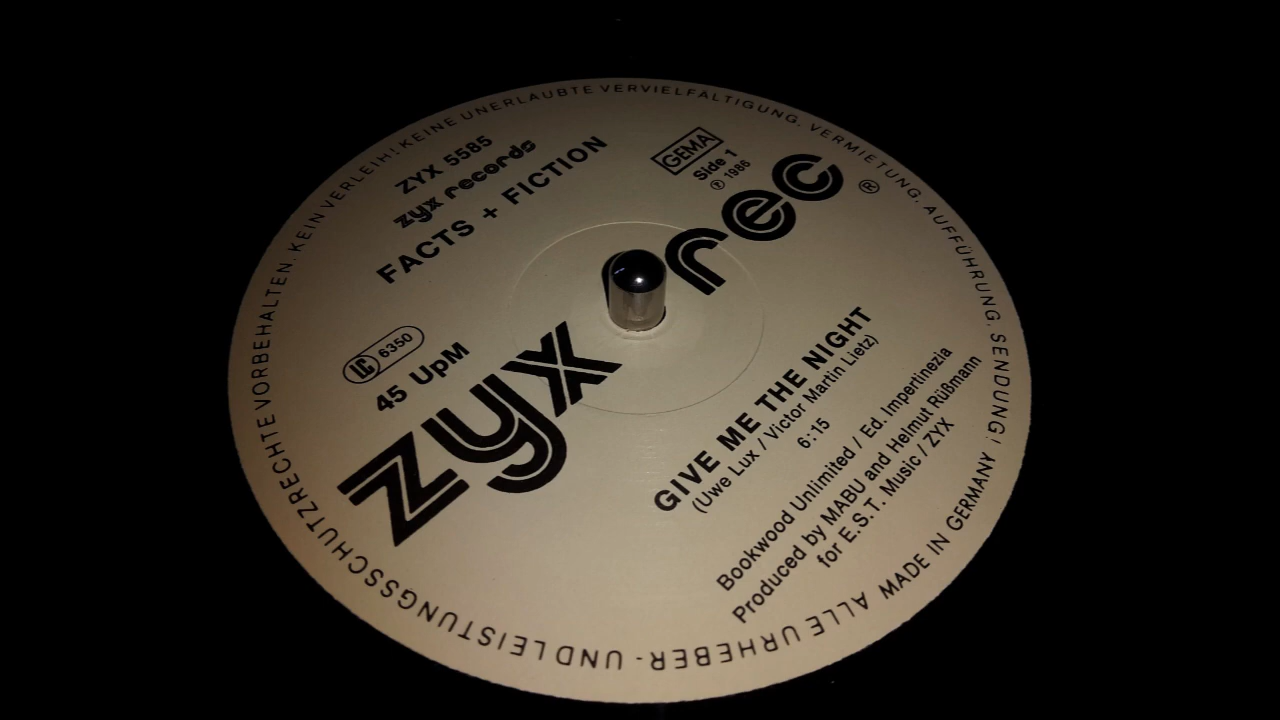 ALLE URHEBER- UND LEISTUNGSSCHUTZRECHTE VORBEHALTEN. KEIN VERLEIH! KEINE UNERLAUBTE VERVIELFÄLTIGUNG, VERMIETUNG, AUFFÜHRUNG, SENDUNG! MADE IN GERMANY
ZYX 5585
zyx records
FACTS + FICTION
GEMA
Side 1
℗ 1986
LC 6350
45 UpM
zyx rec ®
GIVE ME THE NIGHT
(Uwe Lux / Victor Martin Lietz)
6:15
Bookwood Unlimited / Ed. Impertinezia
Produced by MABU and Helmut Rüßmann
for E.S.T. Music / ZYX